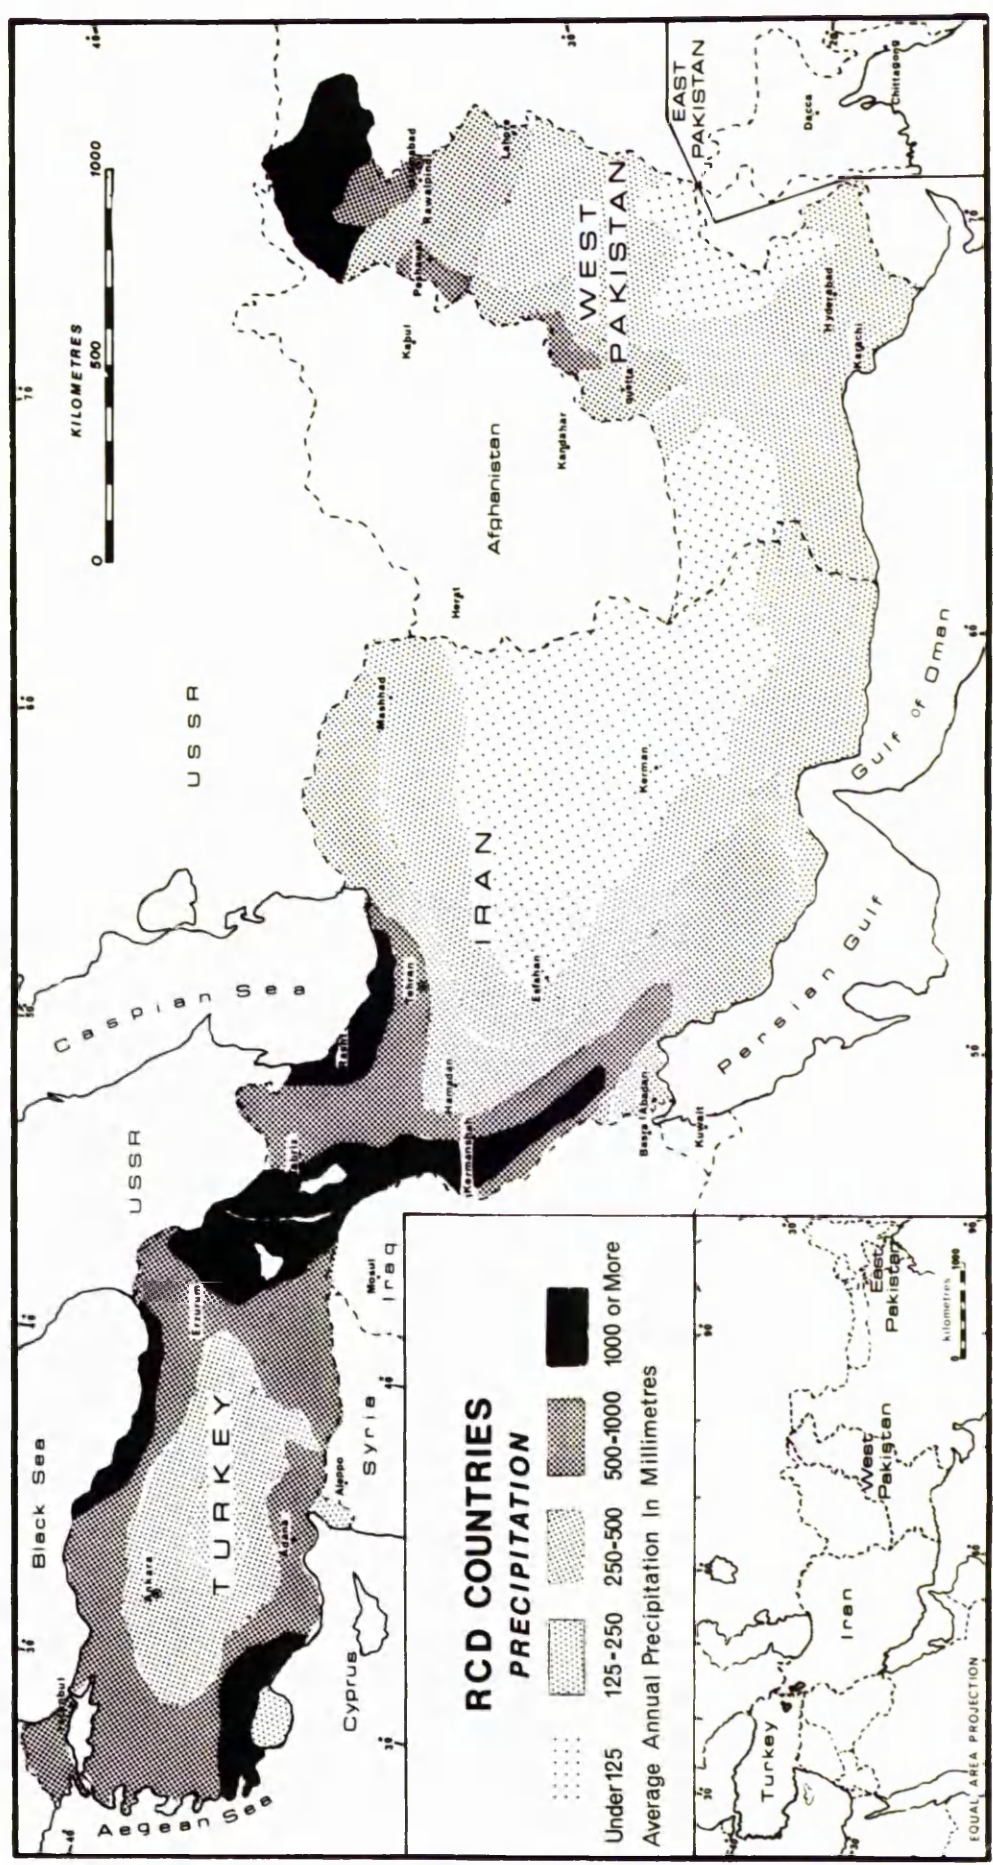 RCD COUNTRIES
PRECIPITATION
Under 125
125-250
250-500
500-1000
1000 or More
Average Annual Precipitation In Millimetres
KILOMETRES
0 500 1000
Black Sea
Aegean Sea
Caspian Sea
Persian Gulf
Gulf of Oman
USSR
USSR
TURKEY
Ankara
Erzurum
Adana
Cyprus
Syria
Aleppo
Iraq
Mosul
IRAN
Tabriz
Tehran
Hamadan
Kermanshah
Esfahan
Abadan
Basra
Kuwait
Kerman
Mashhad
Afghanistan
Herat
Kandahar
Kabul
WEST
PAKISTAN
Peshawar
Rawalpindi
Lahore
Quetta
Hyderabad
Karachi
EAST
PAKISTAN
Dacca
Chittagong
Turkey
Iran
West
Pakistan
East
Pakistan
kilometres
0 1000
EQUAL AREA PROJECTION